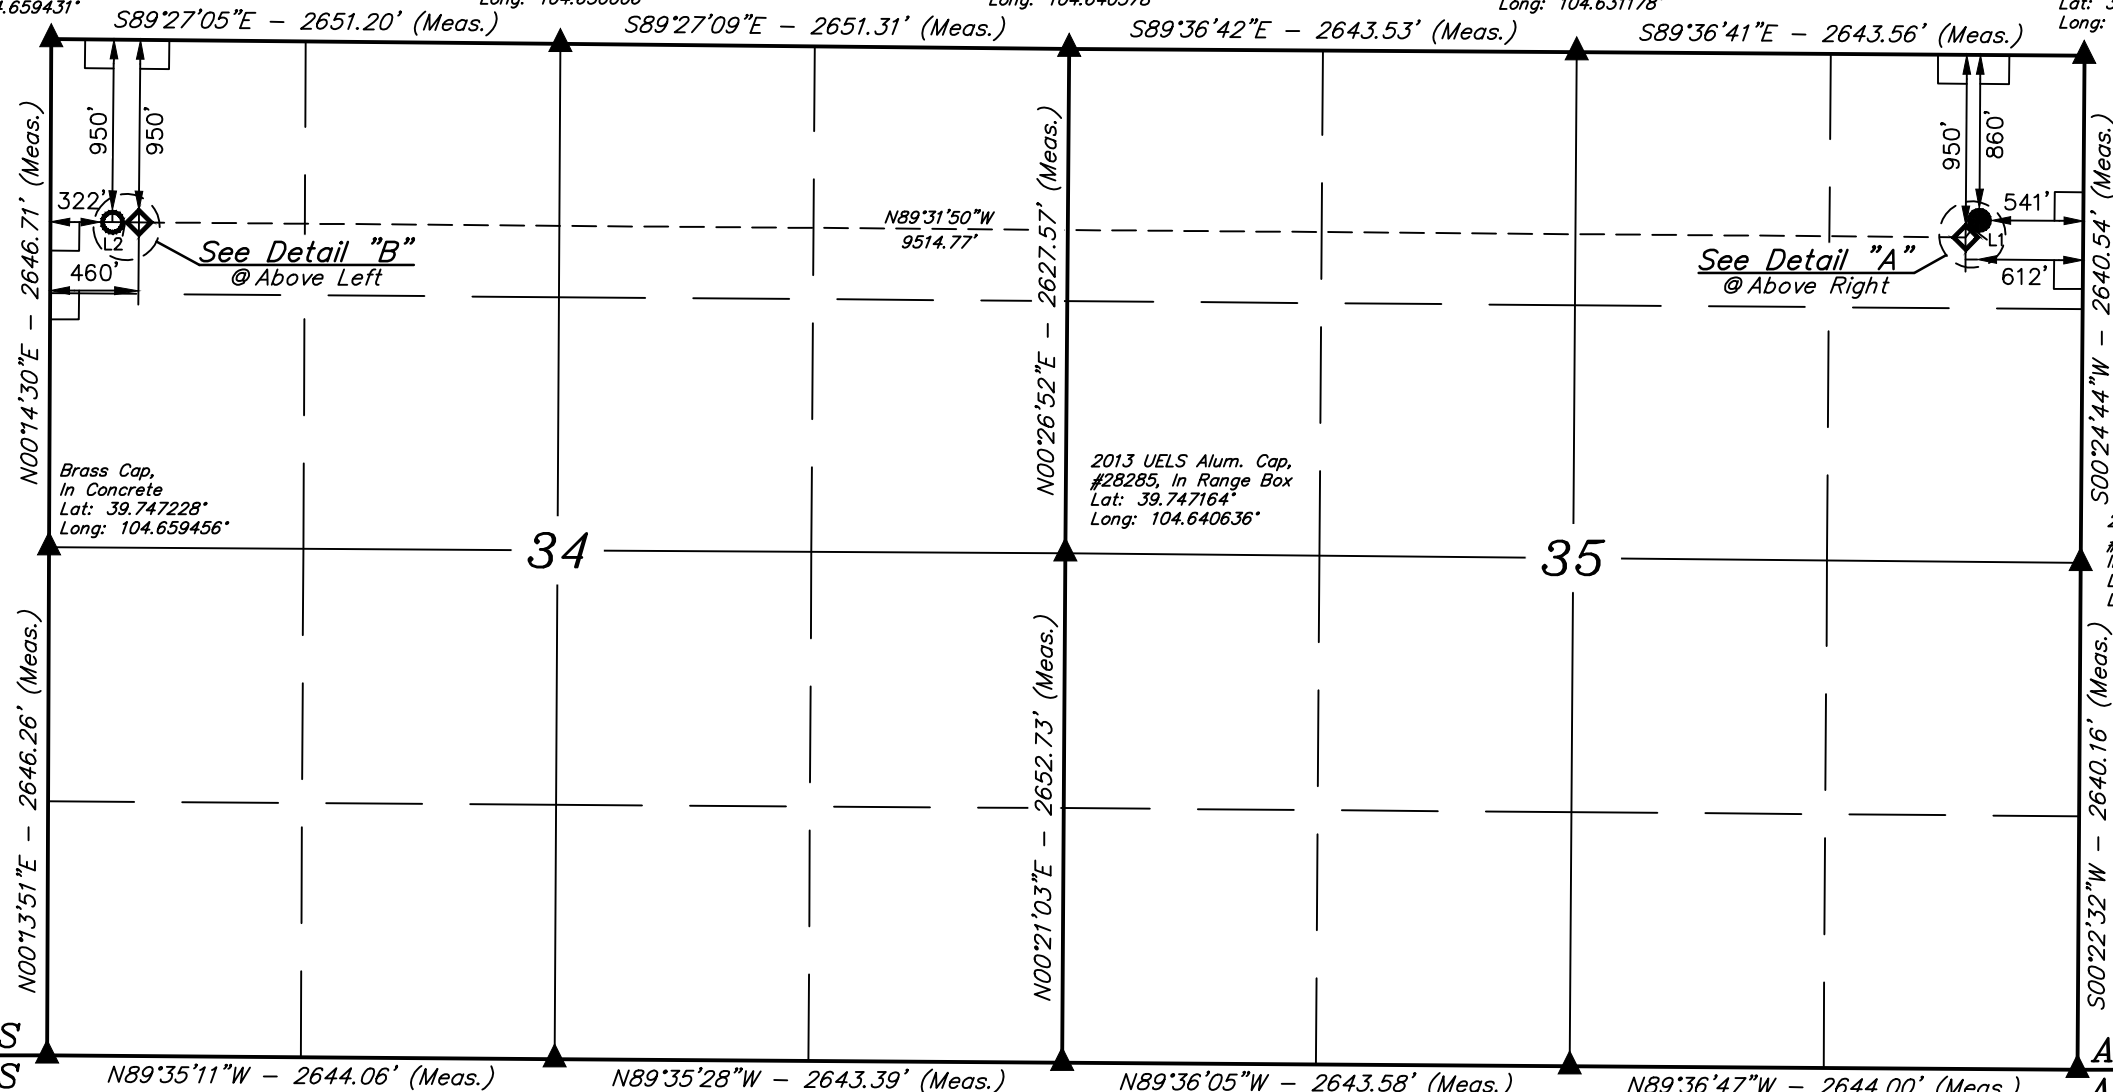 .659431°
Lat: 3
Long:
S89°27'05"E - 2651.20' (Meas.)
S89°27'09"E - 2651.31' (Meas.)
S89°36'42"E - 2643.53' (Meas.)
S89°36'41"E - 2643.56' (Meas.)
950'
950'
950'
860'
322'
L2
460'
See Detail "B"
@ Above Left
N89°31'50"W
9514.77'
541'
L1
612'
See Detail "A"
@ Above Right
N00°14'30"E - 2646.71' (Meas.)
N00°26'52"E - 2627.57' (Meas.)
S00°24'44"W - 2640.54' (Meas.)
Brass Cap,
In Concrete
Lat: 39.747228°
Long: 104.659456°
2013 UELS Alum. Cap,
#28285, In Range Box
Lat: 39.747164°
Long: 104.640636°
34
35
N00°13'51"E - 2646.26' (Meas.)
N00°21'03"E - 2652.73' (Meas.)
S00°22'32"W - 2640.16' (Meas.)
S
S
A
N89°35'11"W - 2644.06' (Meas.)
N89°35'28"W - 2643.39' (Meas.)
N89°36'05"W - 2643.58' (Meas.)
N89°36'47"W - 2644.00' (Meas.)